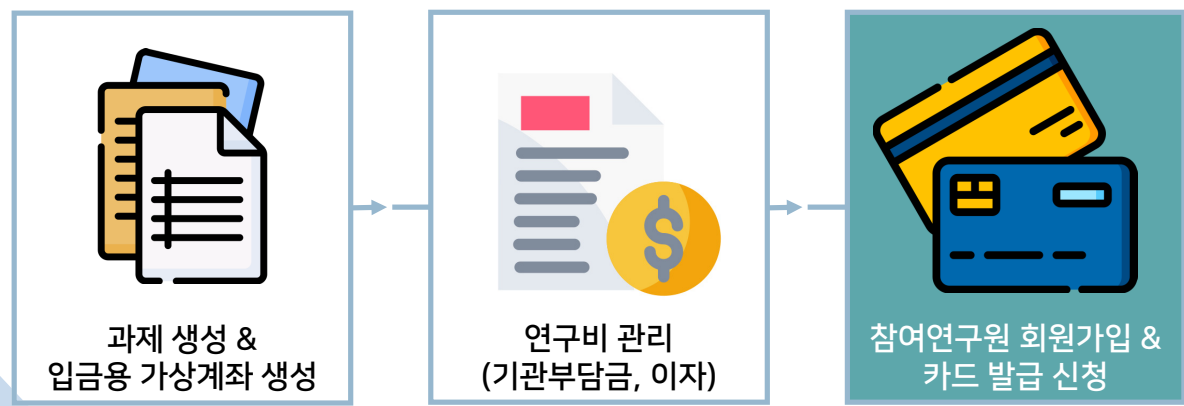 과제 생성 &
입금용 가상계좌 생성
연구비 관리
(기관부담금, 이자)
참여연구원 회원가입 &
카드 발급 신청